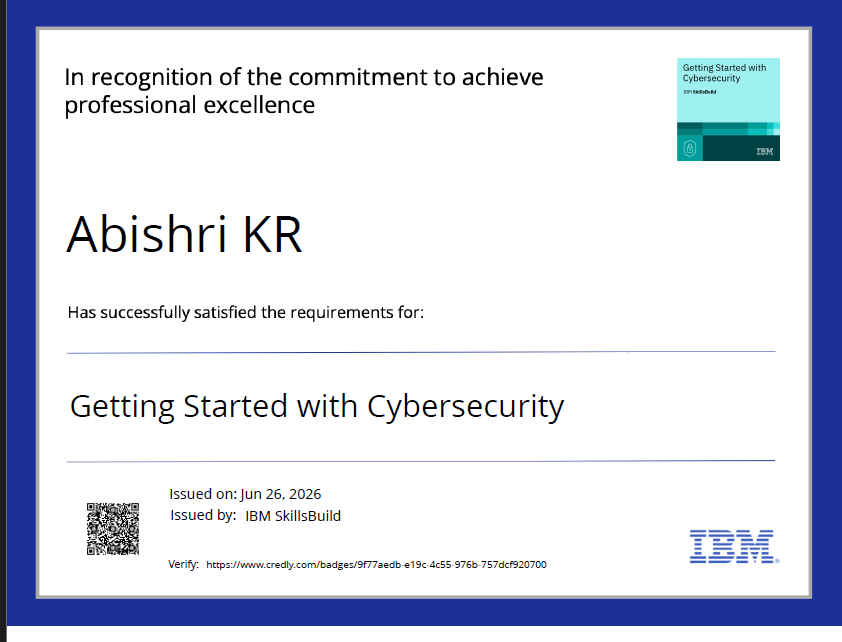 In recognition of the commitment to achieve
professional excellence
Getting Started with
Cybersecurity
IBM SkillsBuild
IBM
Abishri KR
Has successfully satisfied the requirements for:
Getting Started with Cybersecurity
Issued on: Jun 26, 2026
Issued by: IBM SkillsBuild
Verify: https://www.credly.com/badges/9f77aedb-e19c-4c55-976b-757dcf920700
IBM®